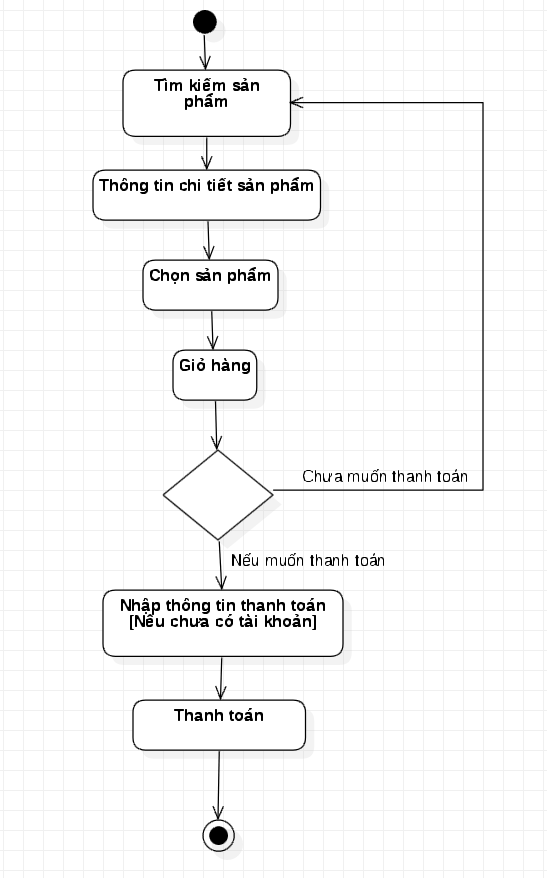 Tìm kiếm sản
phẩm
Thông tin chi tiết sản phẩm
Chọn sản phẩm
Giỏ hàng
Chưa muốn thanh toán
Nếu muốn thanh toán
Nhập thông tin thanh toán
[Nếu chưa có tài khoản]
Thanh toán